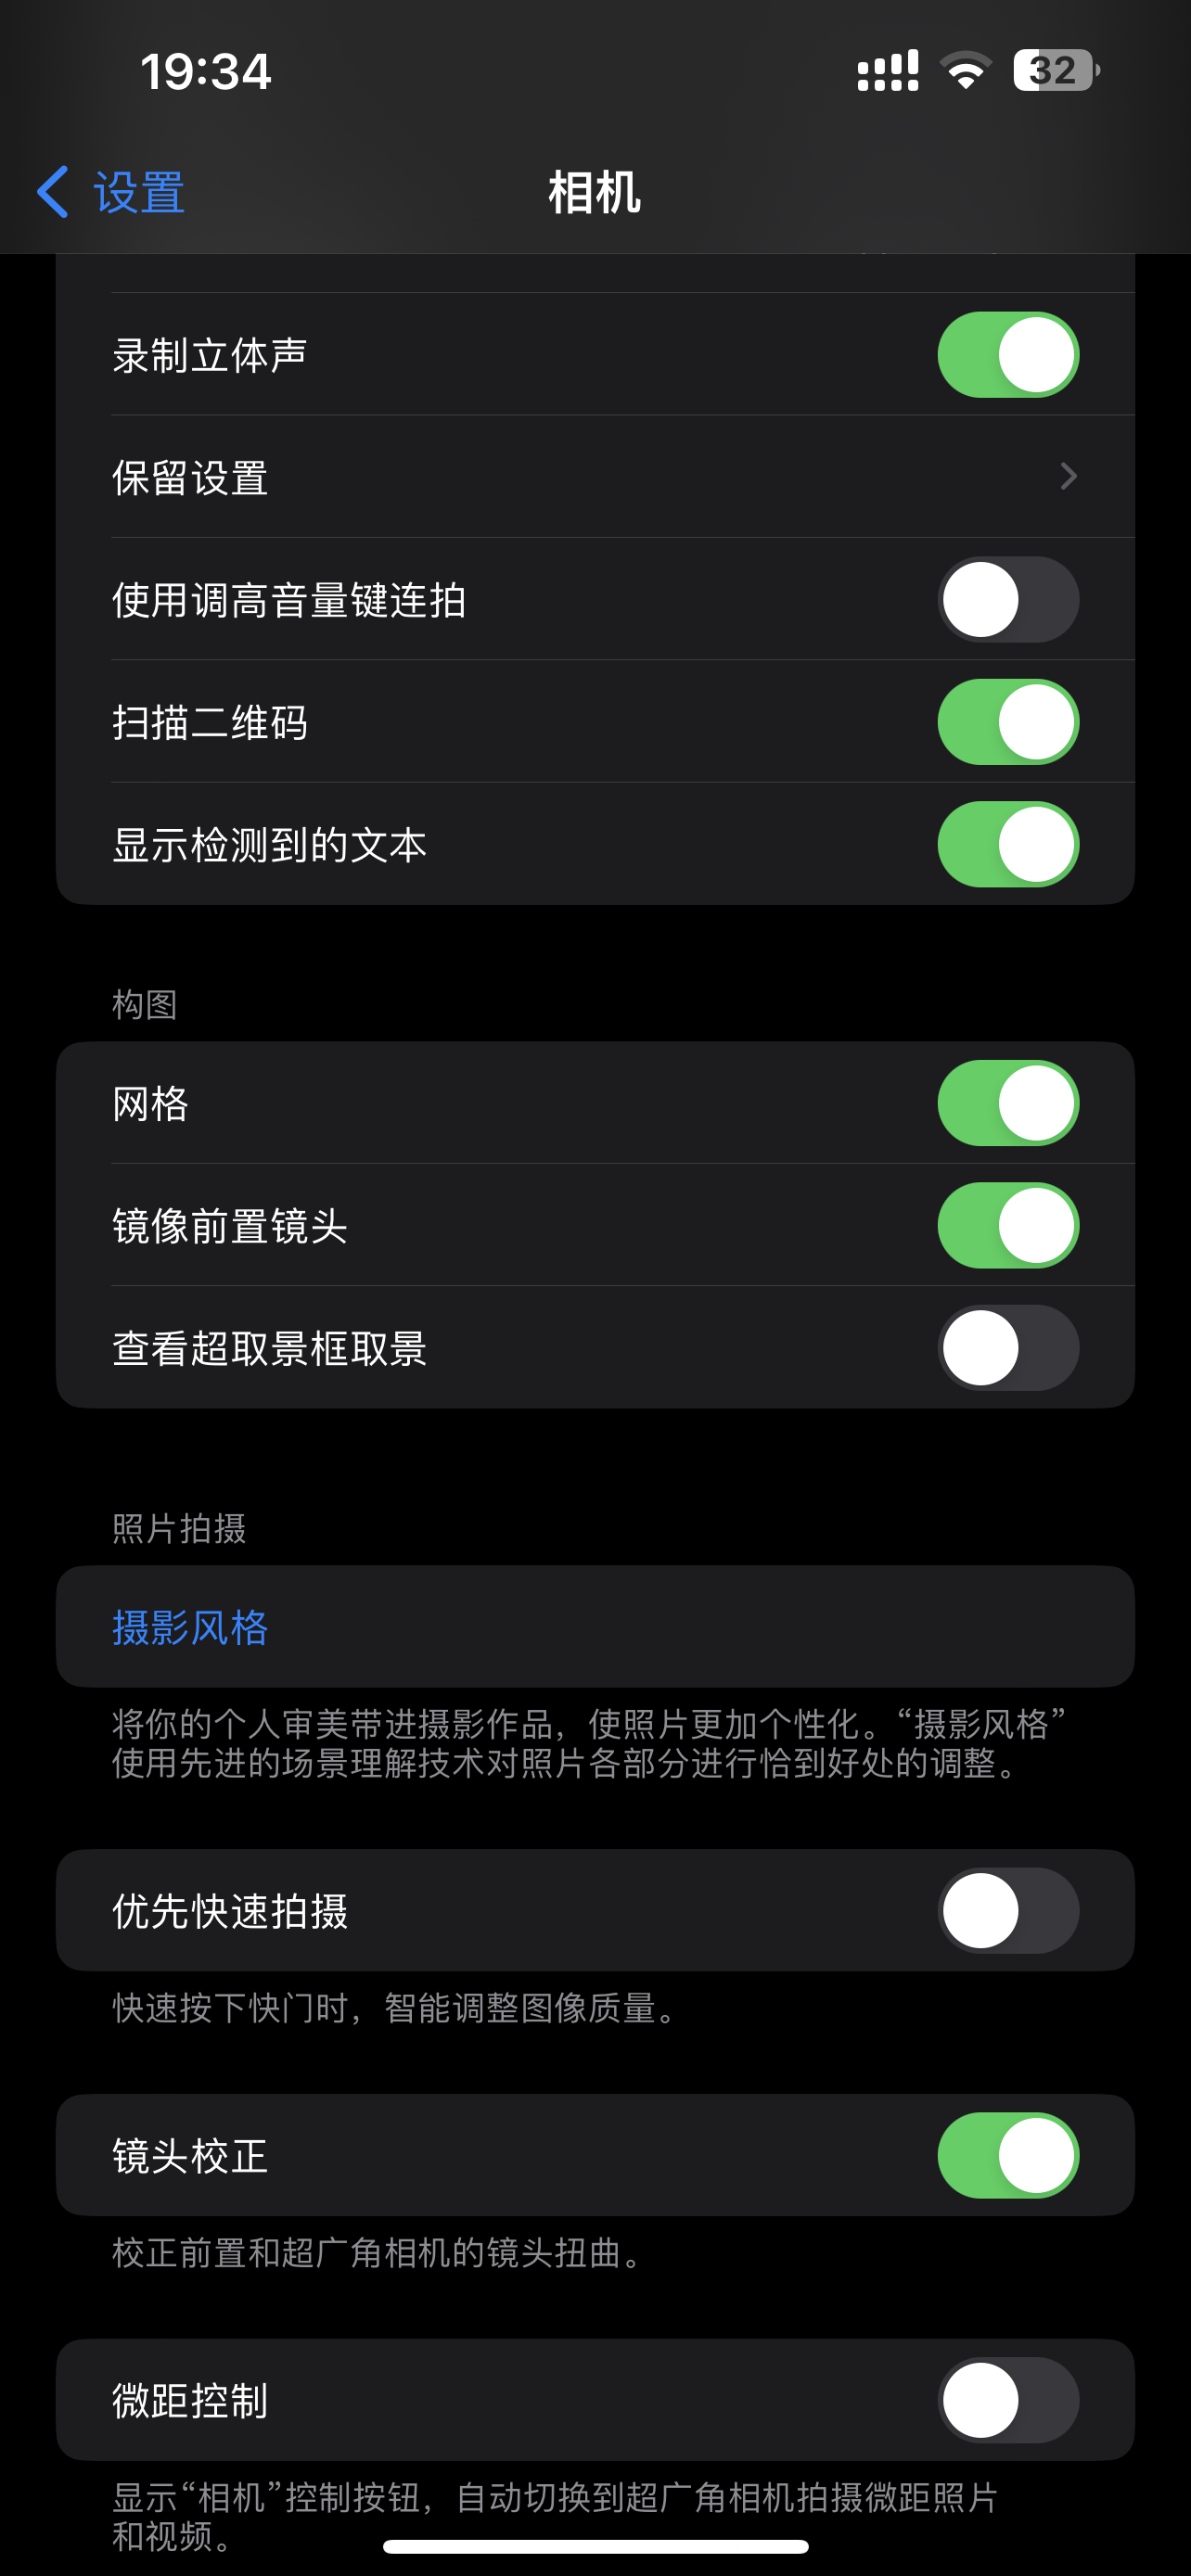 19:34
32
设置
相机
录制立体声
保留设置
使用调高音量键连拍
扫描二维码
显示检测到的文本
构图
网格
镜像前置镜头
查看超取景框取景
照片拍摄
摄影风格
将你的个人审美带进摄影作品，使照片更加个性化。“摄影风格”
使用先进的场景理解技术对照片各部分进行恰到好处的调整。
优先快速拍摄
快速按下快门时，智能调整图像质量。
镜头校正
校正前置和超广角相机的镜头扭曲。
微距控制
显示“相机”控制按钮，自动切换到超广角相机拍摄微距照片
和视频。